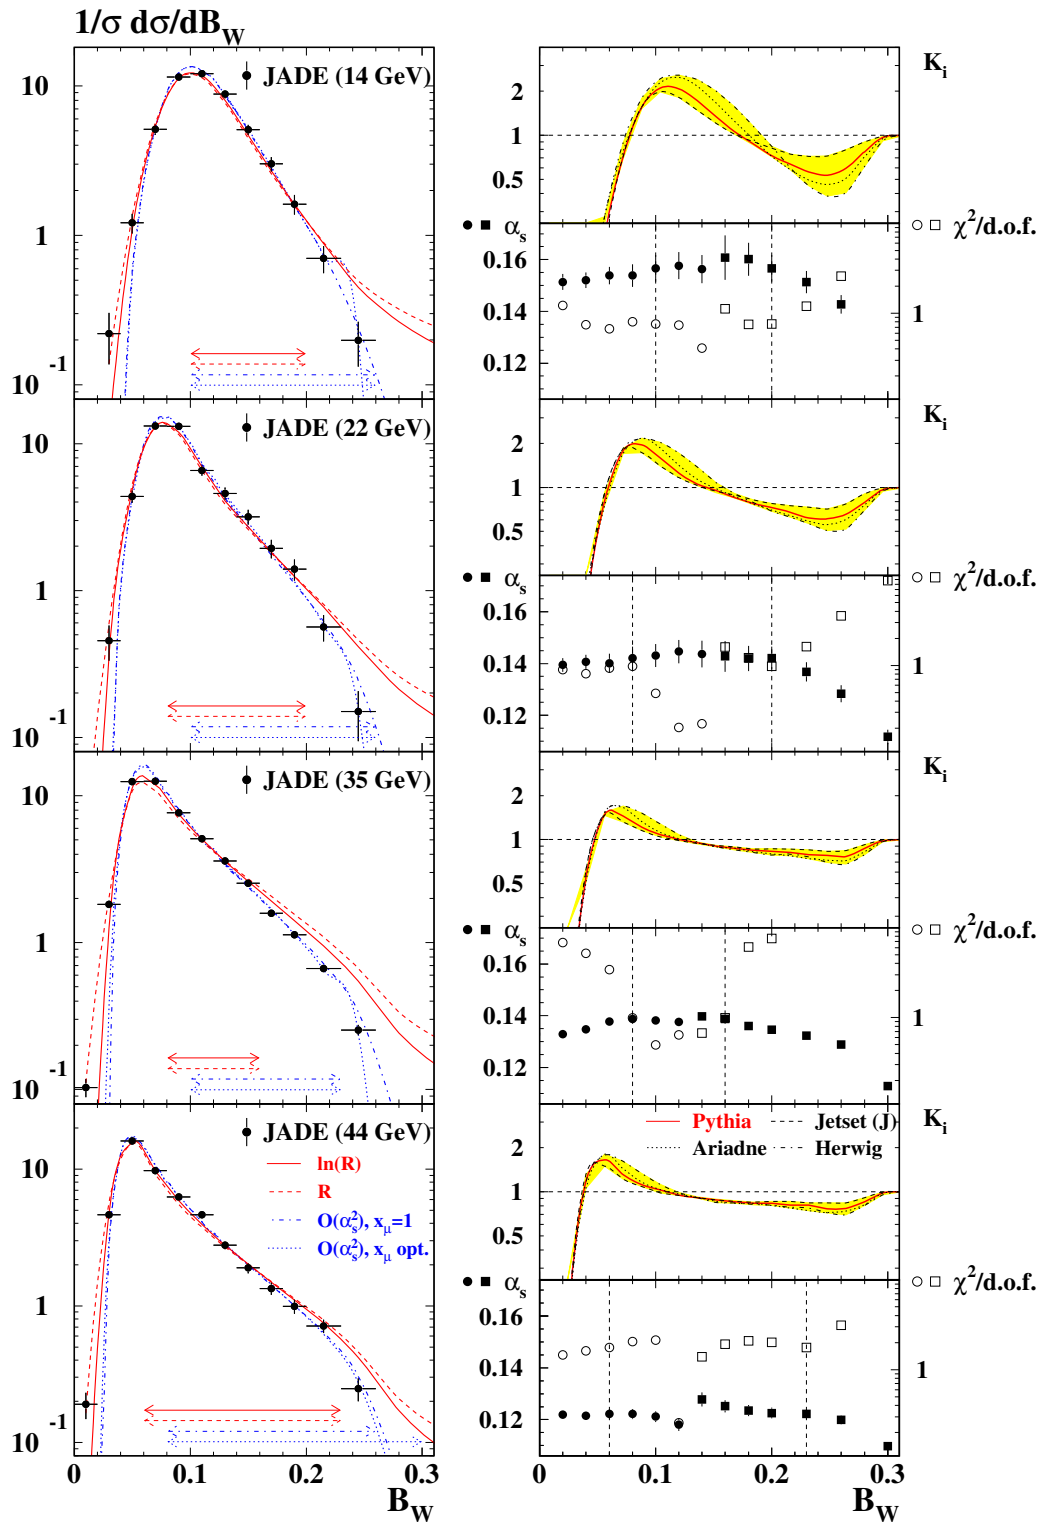 1/σ dσ/dB_W
JADE (14 GeV)
10
1
10 -1
JADE (22 GeV)
10
1
10 -1
JADE (35 GeV)
10
1
10 -1
JADE (44 GeV)
ln(R)
R
O(α_s^2), x_μ=1
O(α_s^2), x_μ opt.
10
1
10 -1
0 0.1 0.2 0.3
B_W
K_i
2
1
0.5
α_s χ²/d.o.f.
0.16
0.14 1
0.12
K_i
2
1
0.5
α_s χ²/d.o.f.
0.16
0.14 1
0.12
K_i
2
1
0.5
α_s χ²/d.o.f.
0.16
0.14 1
0.12
K_i
Pythia Jetset (J)
Ariadne Herwig
2
1
0.5
α_s χ²/d.o.f.
0.16
0.14 1
0.12
0 0.1 0.2 0.3
B_W